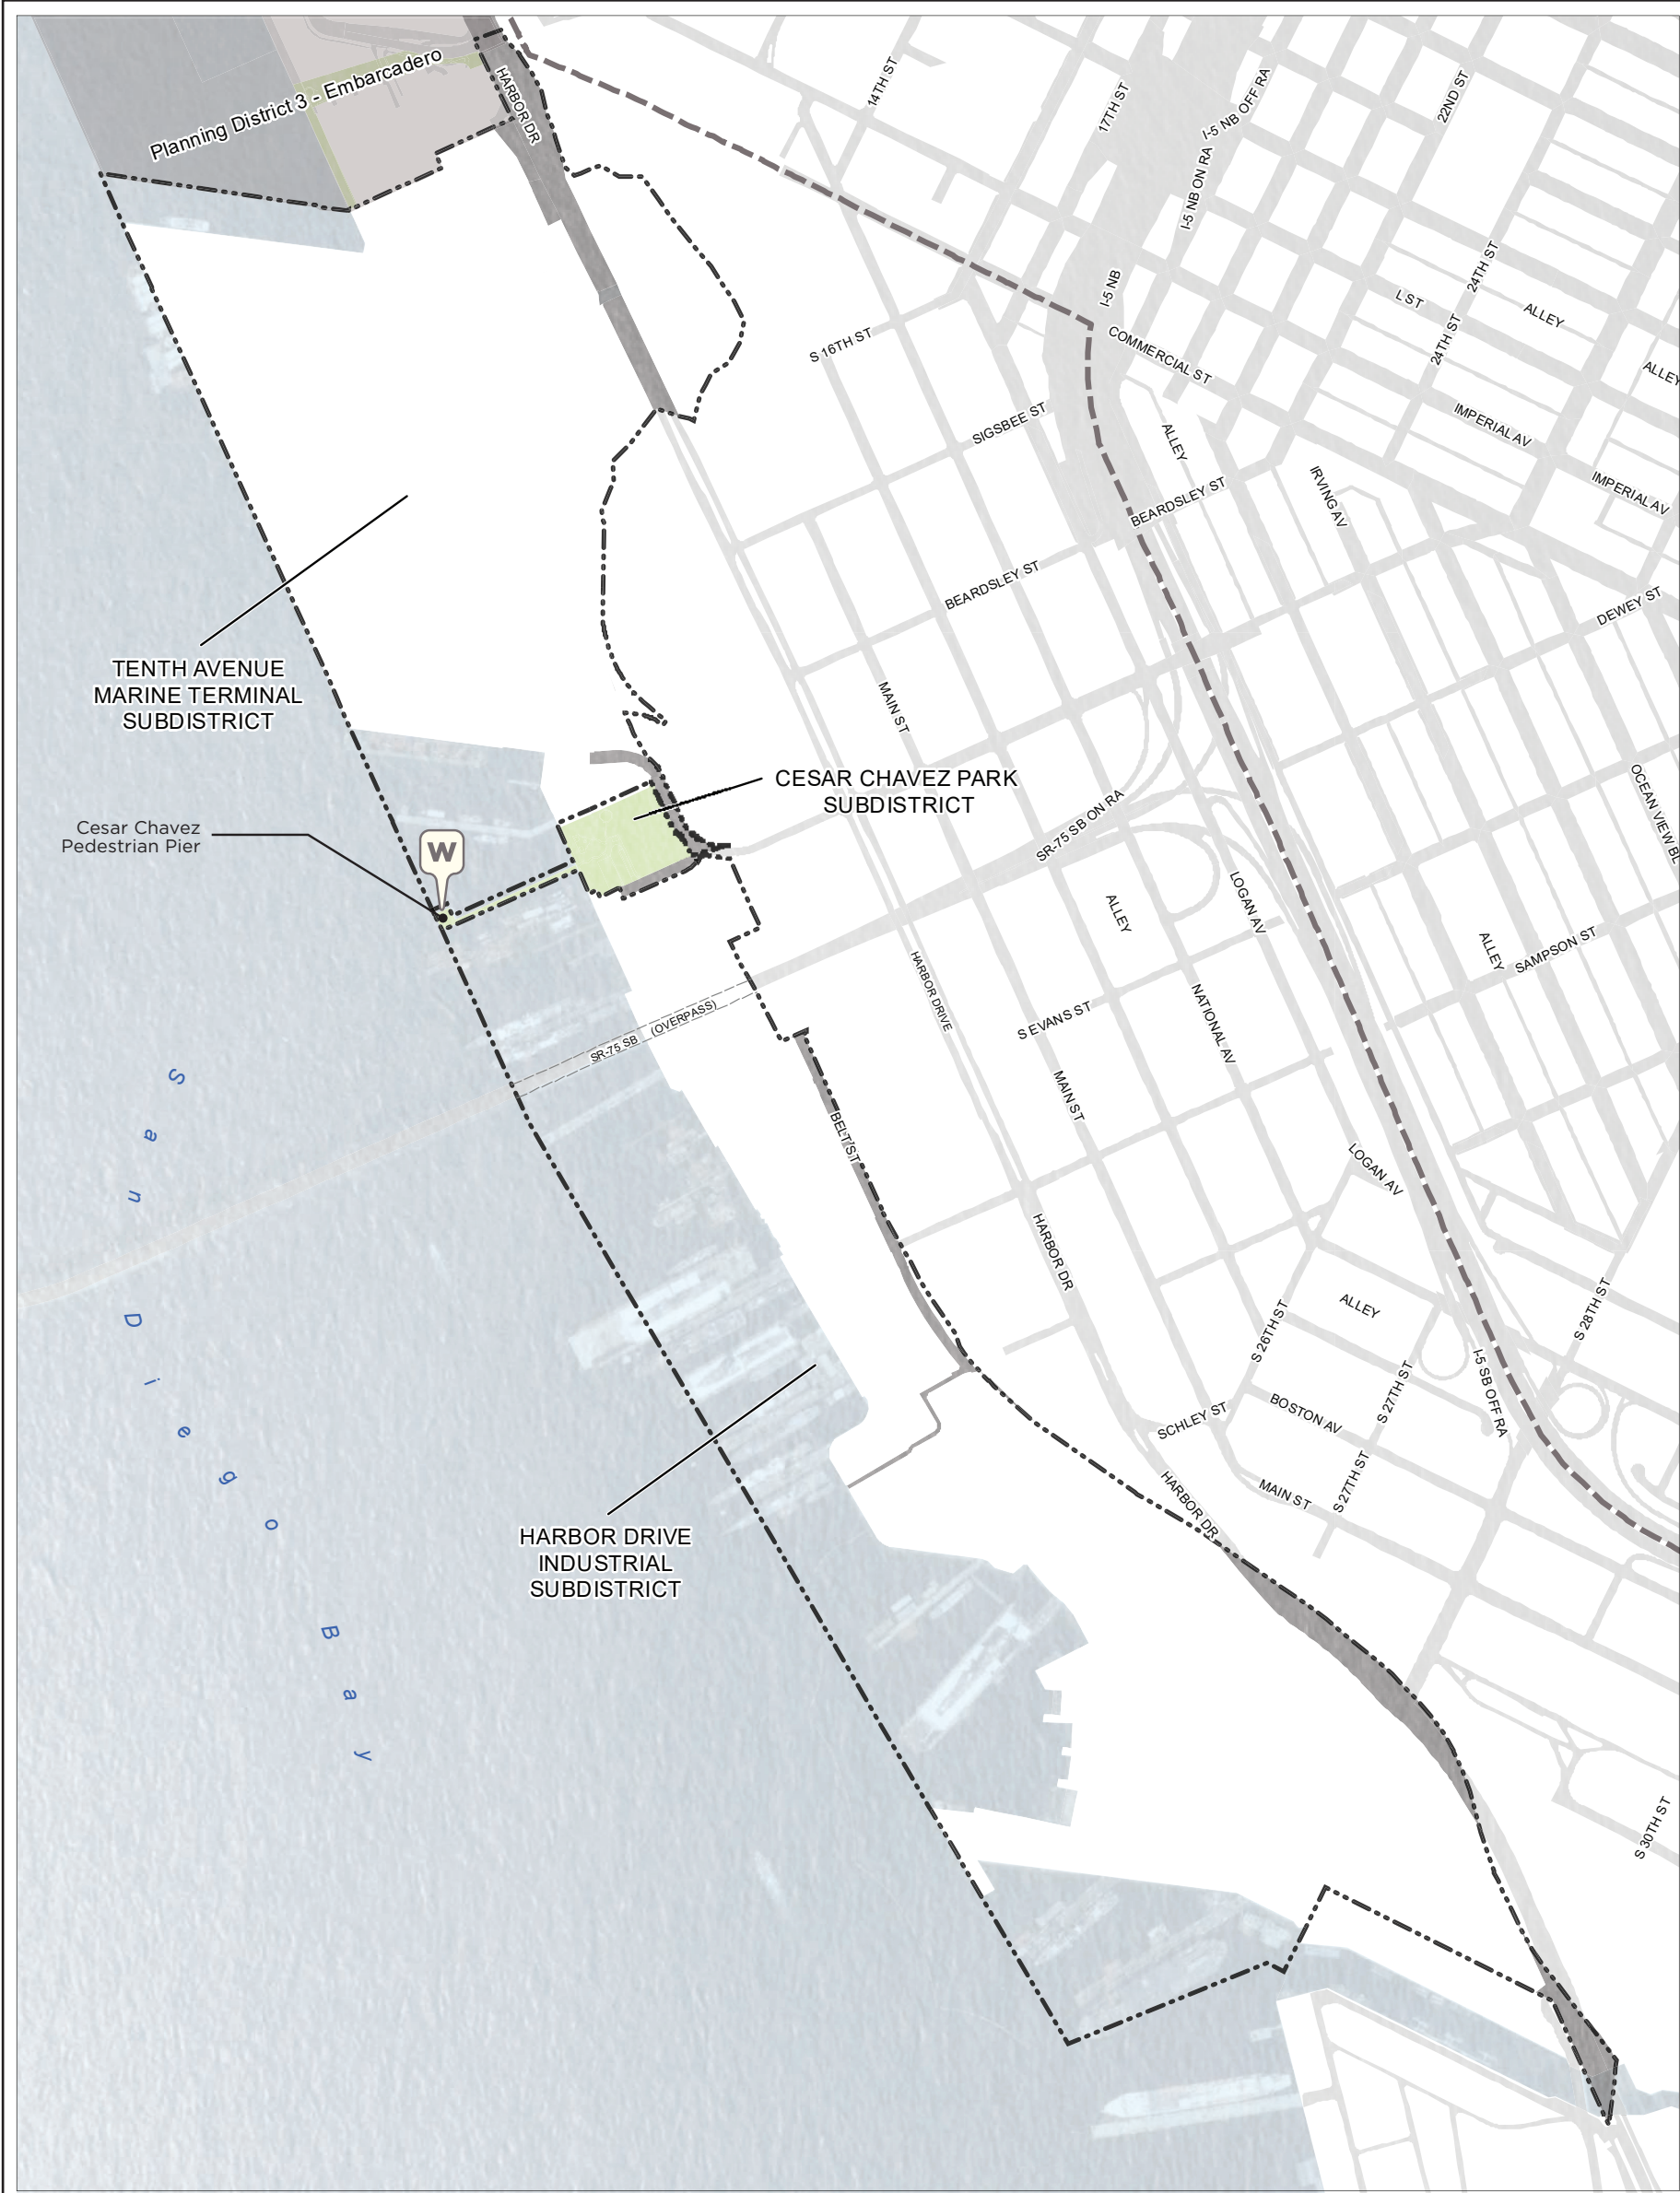 Planning District 3 - Embarcadero
HARBOR DR
14TH ST
17TH ST
I-5 NB OFF RA
22ND ST
I-5 NB ON RA
I-5 NB
24TH ST
L ST
ALLEY
24TH ST
COMMERCIAL ST
S 16TH ST
ALLEY
IMPERIAL AV
SIGSBEE ST
ALLEY
IRVING AV
IMPERIAL AV
BEARDSLEY ST
BEARDSLEY ST
DEWEY ST
TENTH AVENUE
MARINE TERMINAL
SUBDISTRICT
MAIN ST
CESAR CHAVEZ PARK
SUBDISTRICT
OCEAN VIEW BL
Cesar Chavez
Pedestrian Pier
W
SR-75 SB ON RA
LOGAN AV
ALLEY
ALLEY
SAMPSON ST
HARBOR DRIVE
SR-75 SB (OVERPASS)
S EVANS ST
NATIONAL AV
MAIN ST
BELT ST
LOGAN AV
HARBOR DR
San Diego Bay
ALLEY
S 26TH ST
S 28TH ST
I-5 SB OFF RA
S 27TH ST
BOSTON AV
SCHLEY ST
HARBOR DR
MAIN ST
S 27TH ST
HARBOR DRIVE
INDUSTRIAL
SUBDISTRICT
S 30TH ST